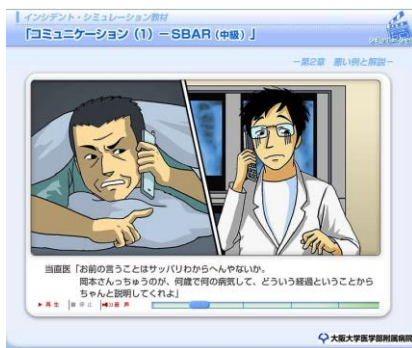 インシデント・シミュレーション教材
「コミュニケーション（1）－SBAR（中級）」
－第2章　悪い例と解説－
当直医「お前の言うことはサッパリわからへんやないか。
岡本さんっちゅうのが、何歳で何の病気して、どういう経過ということから
ちゃんと説明してくれよ」
再生 停止 音声
大阪大学医学部附属病院